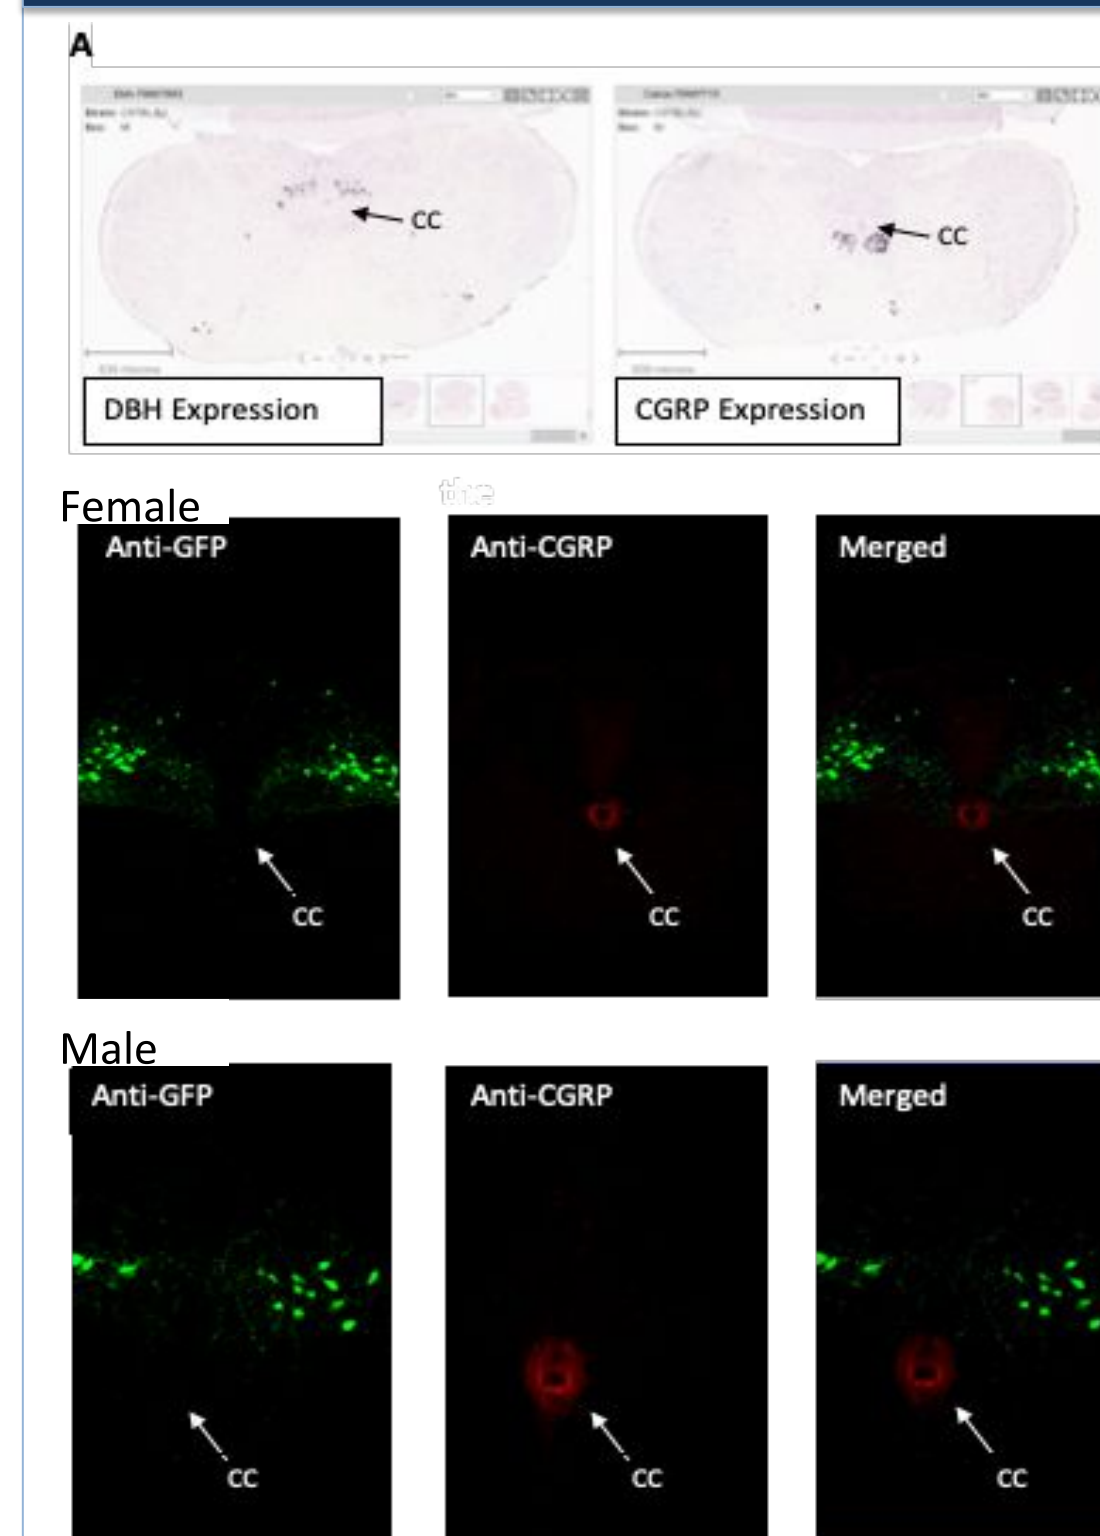 A
CC
CC
DBH Expression
CGRP Expression
Female
the
Anti-GFP
Anti-CGRP
Merged
CC
CC
CC
Male
Anti-GFP
Anti-CGRP
Merged
CC
CC
CC